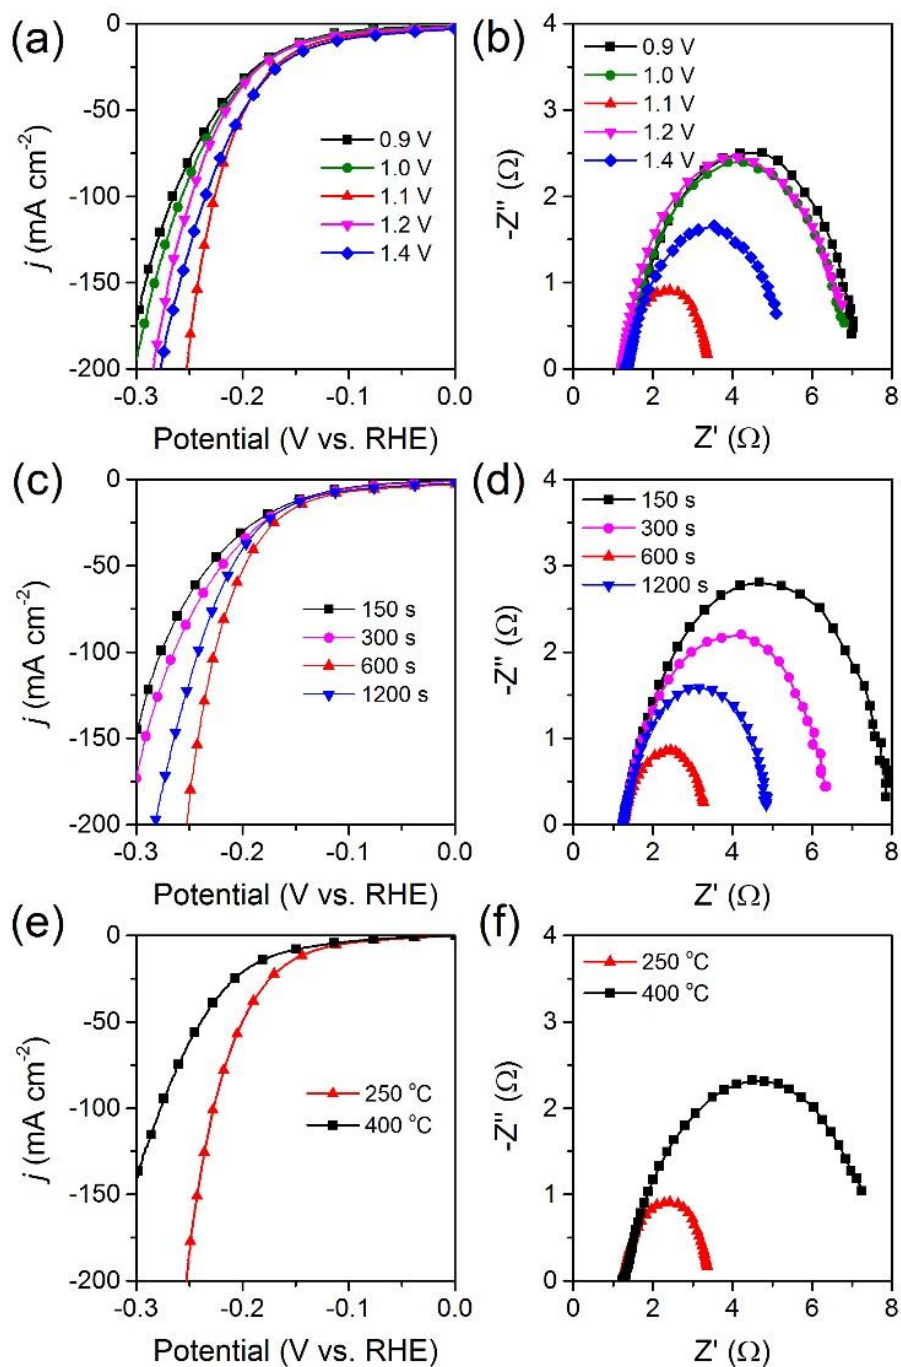 (a)
0
-50
-100
-150
-200
-0.3 -0.2 -0.1 0.0
j (mA cm-2)
Potential (V vs. RHE)
0.9 V
1.0 V
1.1 V
1.2 V
1.4 V
(b)
4
3
2
1
0
0 2 4 6 8
-Z'' (Ω)
Z' (Ω)
0.9 V
1.0 V
1.1 V
1.2 V
1.4 V
(c)
0
-50
-100
-150
-200
-0.3 -0.2 -0.1 0.0
j (mA cm-2)
Potential (V vs. RHE)
150 s
300 s
600 s
1200 s
(d)
4
3
2
1
0
0 2 4 6 8
-Z'' (Ω)
Z' (Ω)
150 s
300 s
600 s
1200 s
(e)
0
-50
-100
-150
-200
-0.3 -0.2 -0.1 0.0
j (mA cm-2)
Potential (V vs. RHE)
250 °C
400 °C
(f)
4
3
2
1
0
0 2 4 6 8
-Z'' (Ω)
Z' (Ω)
250 °C
400 °C